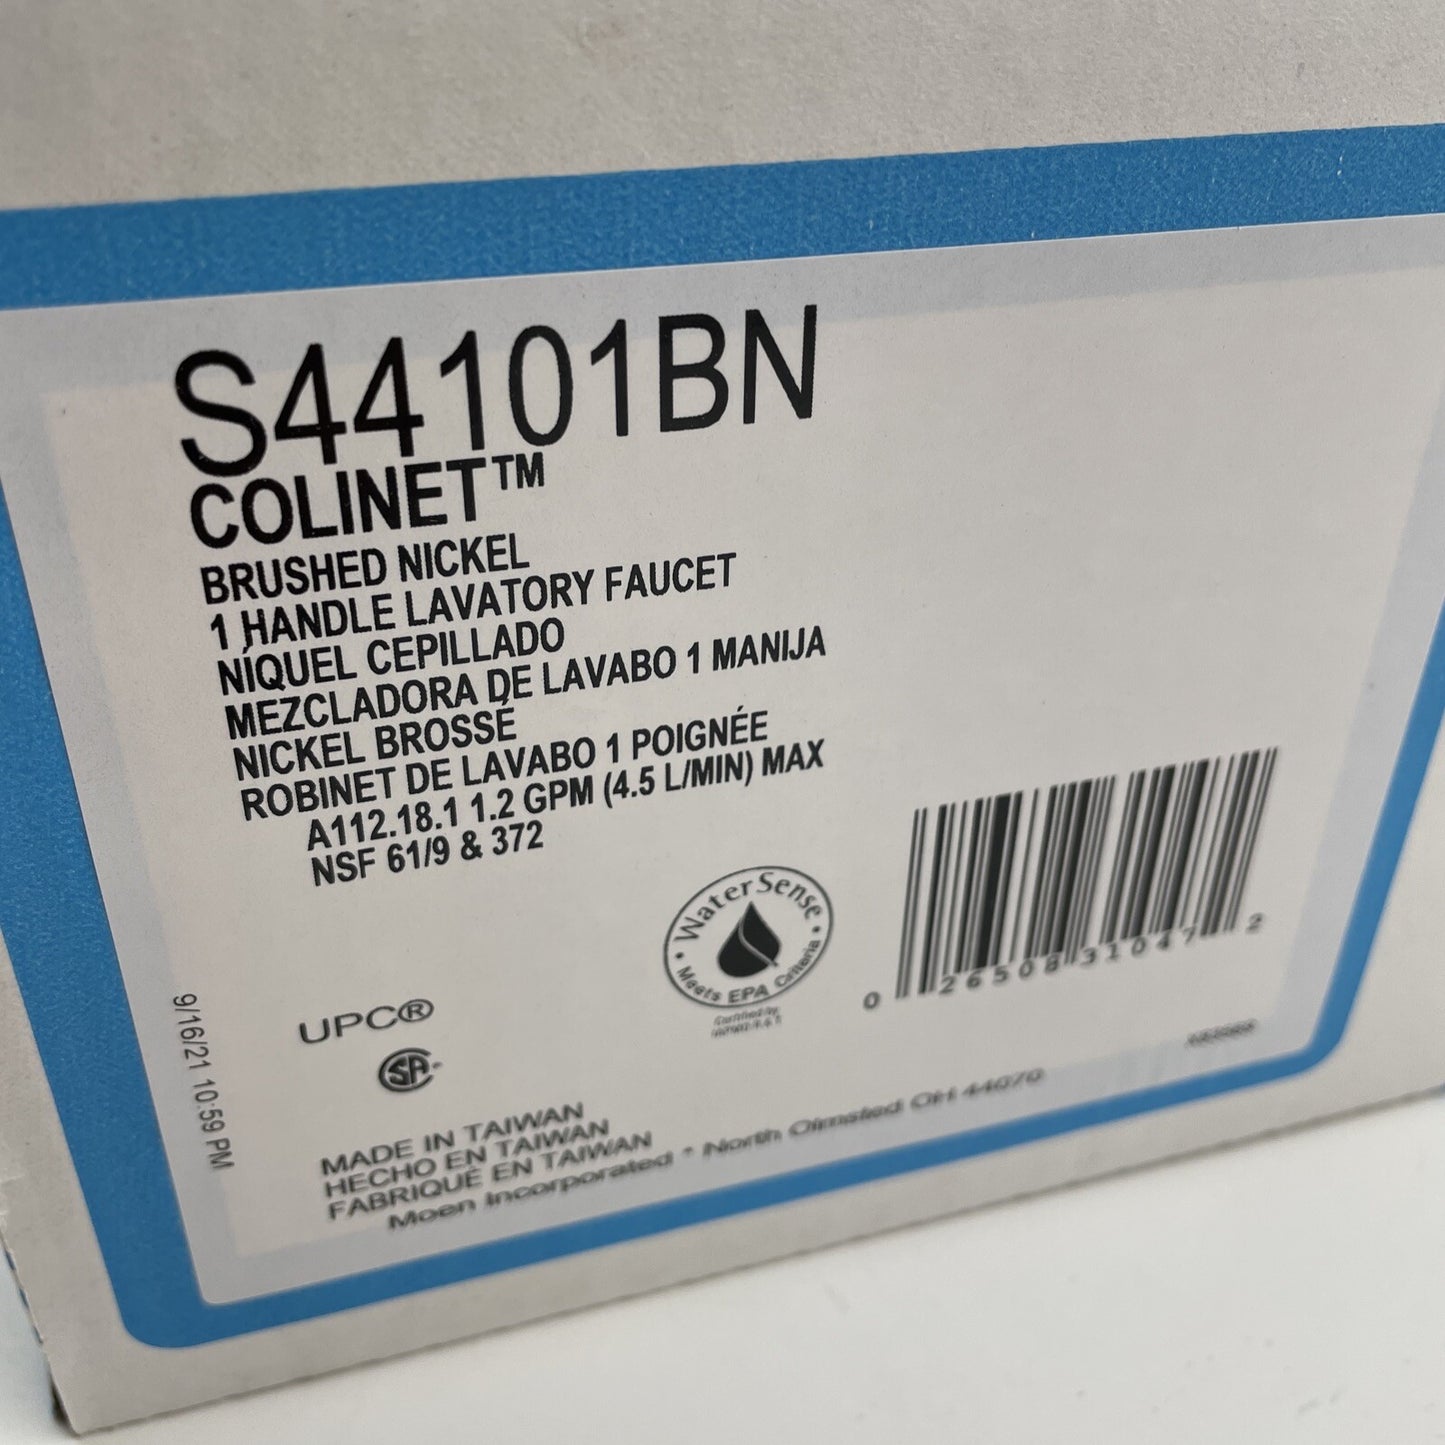 S44101BN
COLINET™
BRUSHED NICKEL
1 HANDLE LAVATORY FAUCET
NÍQUEL CEPILLADO
MEZCLADORA DE LAVABO 1 MANIJA
NICKEL BROSSÉ
ROBINET DE LAVABO 1 POIGNÉE
A112.18.1 1.2 GPM (4.5 L/MIN) MAX
NSF 61/9 & 372
WaterSense
• Meets EPA Criteria •
Certified by
0 26508 31047 2
UPC®
SA
9/16/21 10:59 PM
MADE IN TAIWAN
HECHO EN TAIWAN
FABRIQUÉ EN TAIWAN
Moen Incorporated * North Olmsted OH 44070